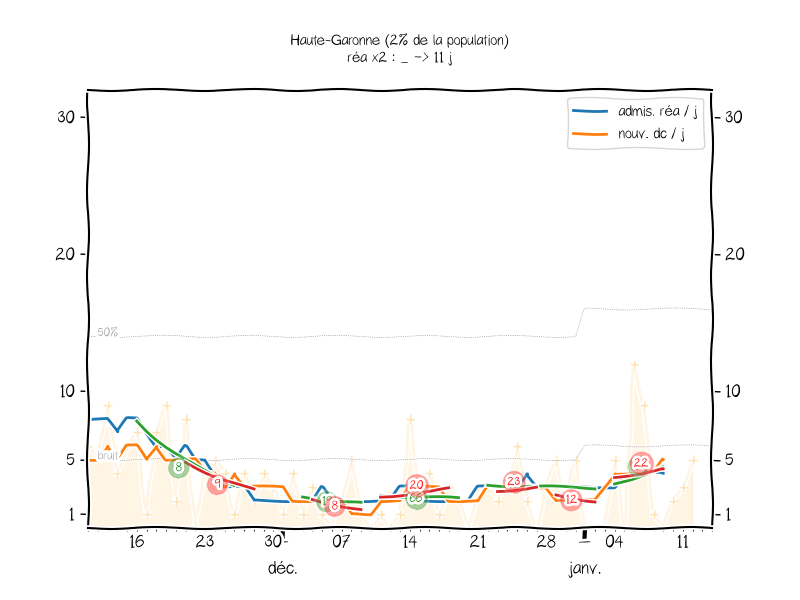 Haute-Garonne (2% de la population)
réa x2 : _ -> 11 j
admis. réa / j
nouv. dc / j
30 30
20 20
50%
10 10
bruit
5 5
1 1
8 9 8 20 23 12 22
16 23 30 07 14 21 28 04 11
déc. janv.